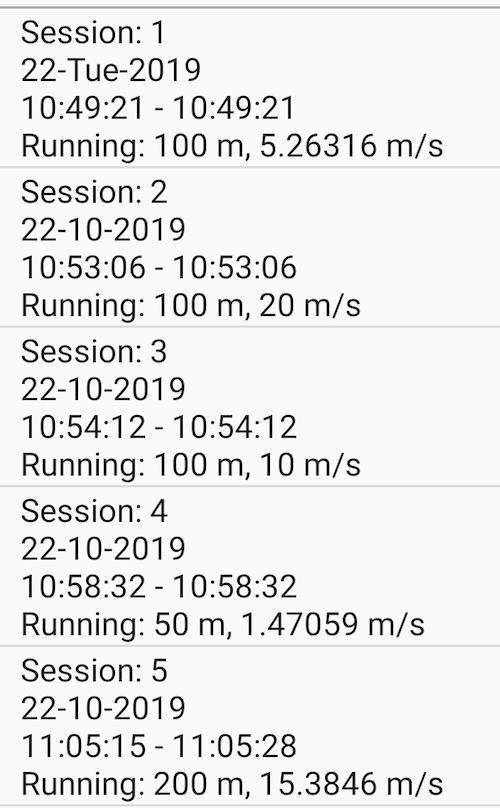 Session: 1
22-Tue-2019
10:49:21 - 10:49:21
Running: 100 m, 5.26316 m/s
Session: 2
22-10-2019
10:53:06 - 10:53:06
Running: 100 m, 20 m/s
Session: 3
22-10-2019
10:54:12 - 10:54:12
Running: 100 m, 10 m/s
Session: 4
22-10-2019
10:58:32 - 10:58:32
Running: 50 m, 1.47059 m/s
Session: 5
22-10-2019
11:05:15 - 11:05:28
Running: 200 m, 15.3846 m/s